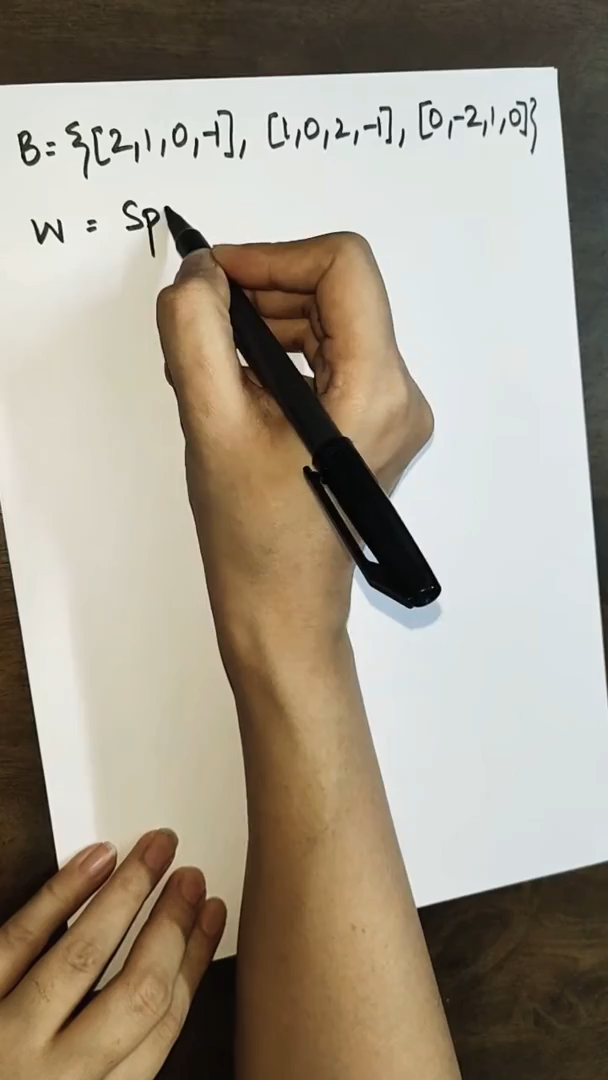 B = {[2,1,0,-1], [1,0,2,-1], [0,-2,1,0]}
W = Sp